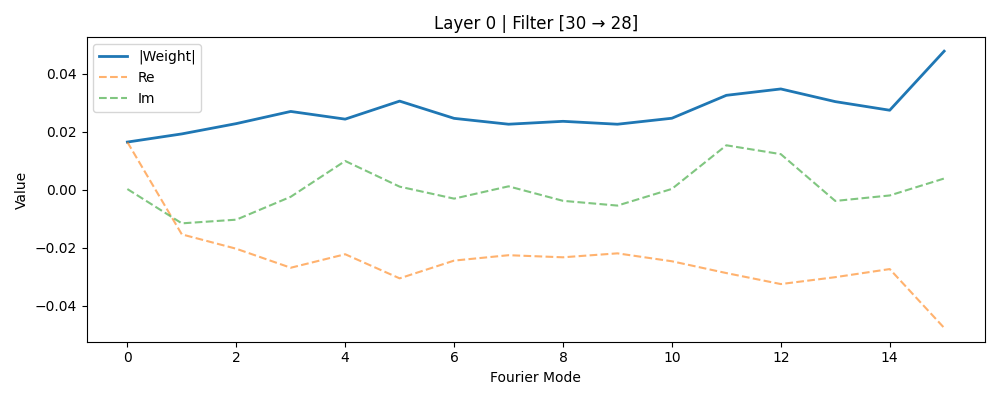 Layer 0 | Filter [30 → 28]
|Weight|
Re
Im
Value
0.04
0.02
0.00
−0.02
−0.04
0 2 4 6 8 10 12 14
Fourier Mode